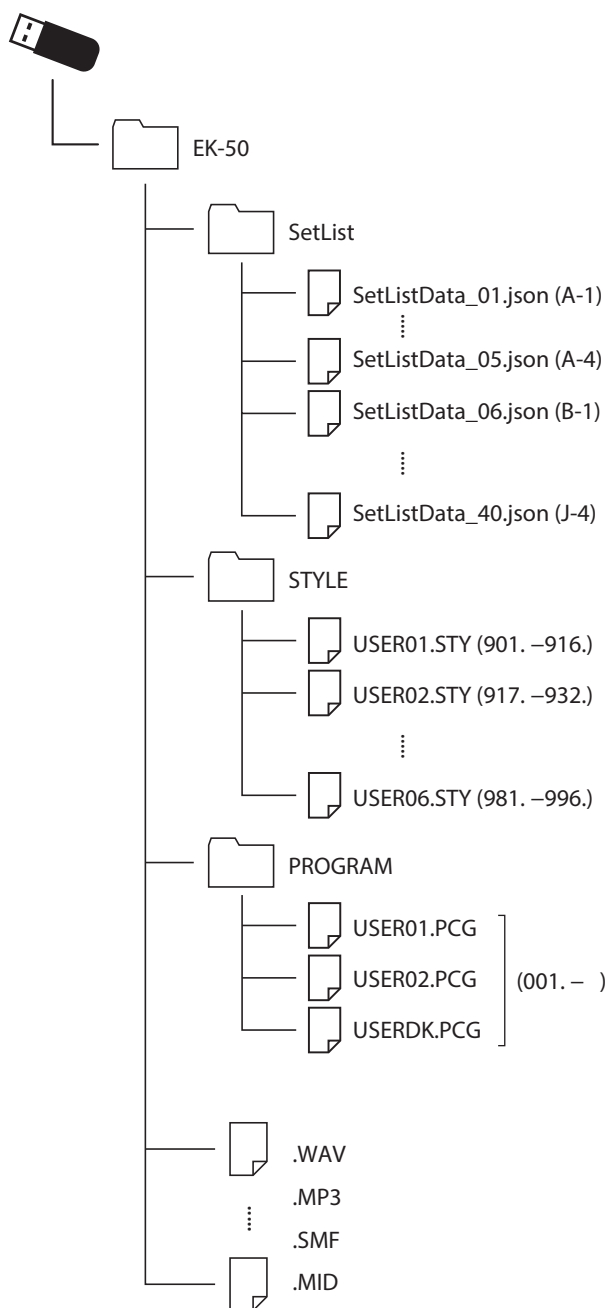 EK-50
SetList
SetListData_01.json (A-1)
SetListData_05.json (A-4)
SetListData_06.json (B-1)
SetListData_40.json (J-4)
STYLE
USER01.STY (901. −916.)
USER02.STY (917. −932.)
USER06.STY (981. −996.)
PROGRAM
USER01.PCG
USER02.PCG
(001. − )
USERDK.PCG
.WAV
.MP3
.SMF
.MID